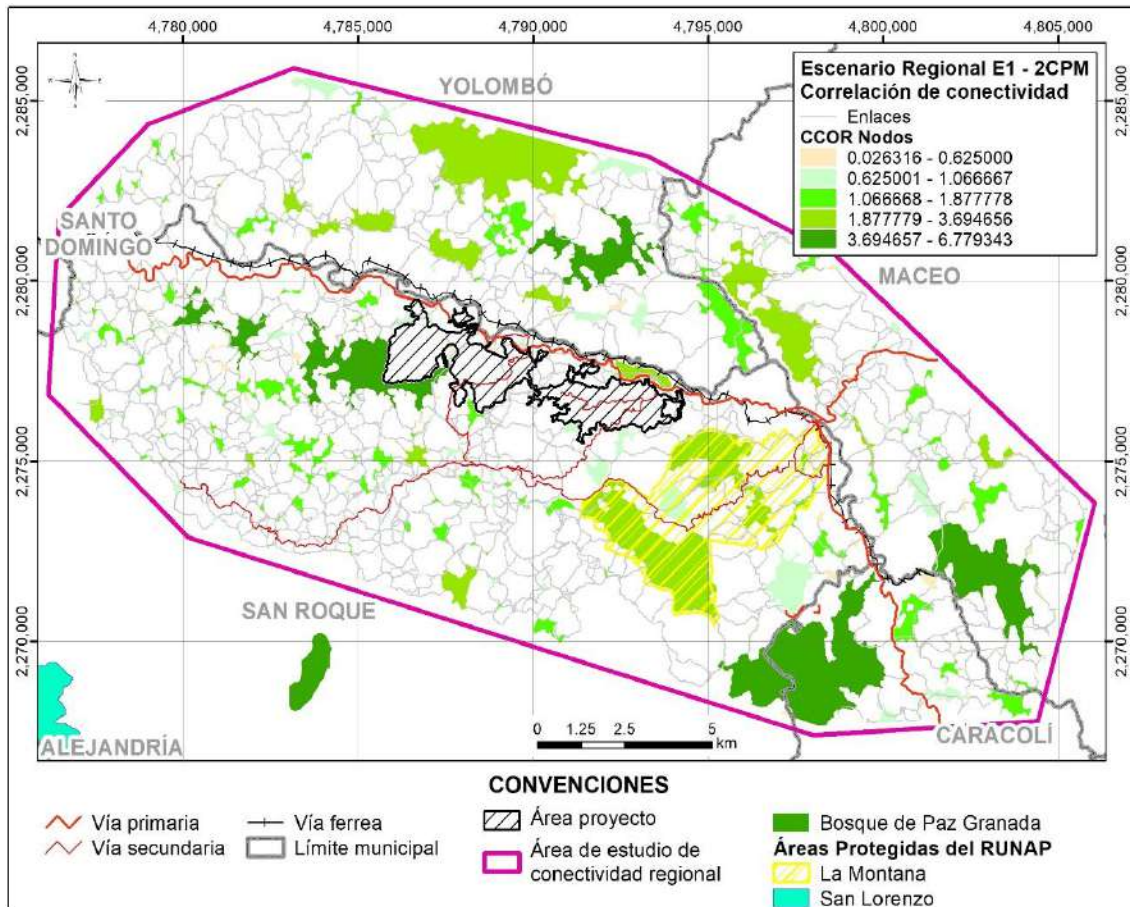 4,780,000
4,785,000
4,790,000
4,795,000
4,800,000
4,805,000
2,285,000
2,285,000
2,280,000
2,280,000
2,275,000
2,275,000
2,270,000
2,270,000
YOLOMBÓ
SANTO
DOMINGO
MACEO
SAN ROQUE
ALEJANDRÍA
CARACOLÍ
Escenario Regional E1 - 2CPM
Correlación de conectividad
Enlaces
CCOR Nodos
0.026316 - 0.625000
0.625001 - 1.066667
1.066668 - 1.877778
1.877779 - 3.694656
3.694657 - 6.779343
0 1.25 2.5 5
km
CONVENCIONES
Vía primaria
Vía secundaria
Vía ferrea
Límite municipal
Área proyecto
Área de estudio de
conectividad regional
Bosque de Paz Granada
Áreas Protegidas del RUNAP
La Montana
San Lorenzo